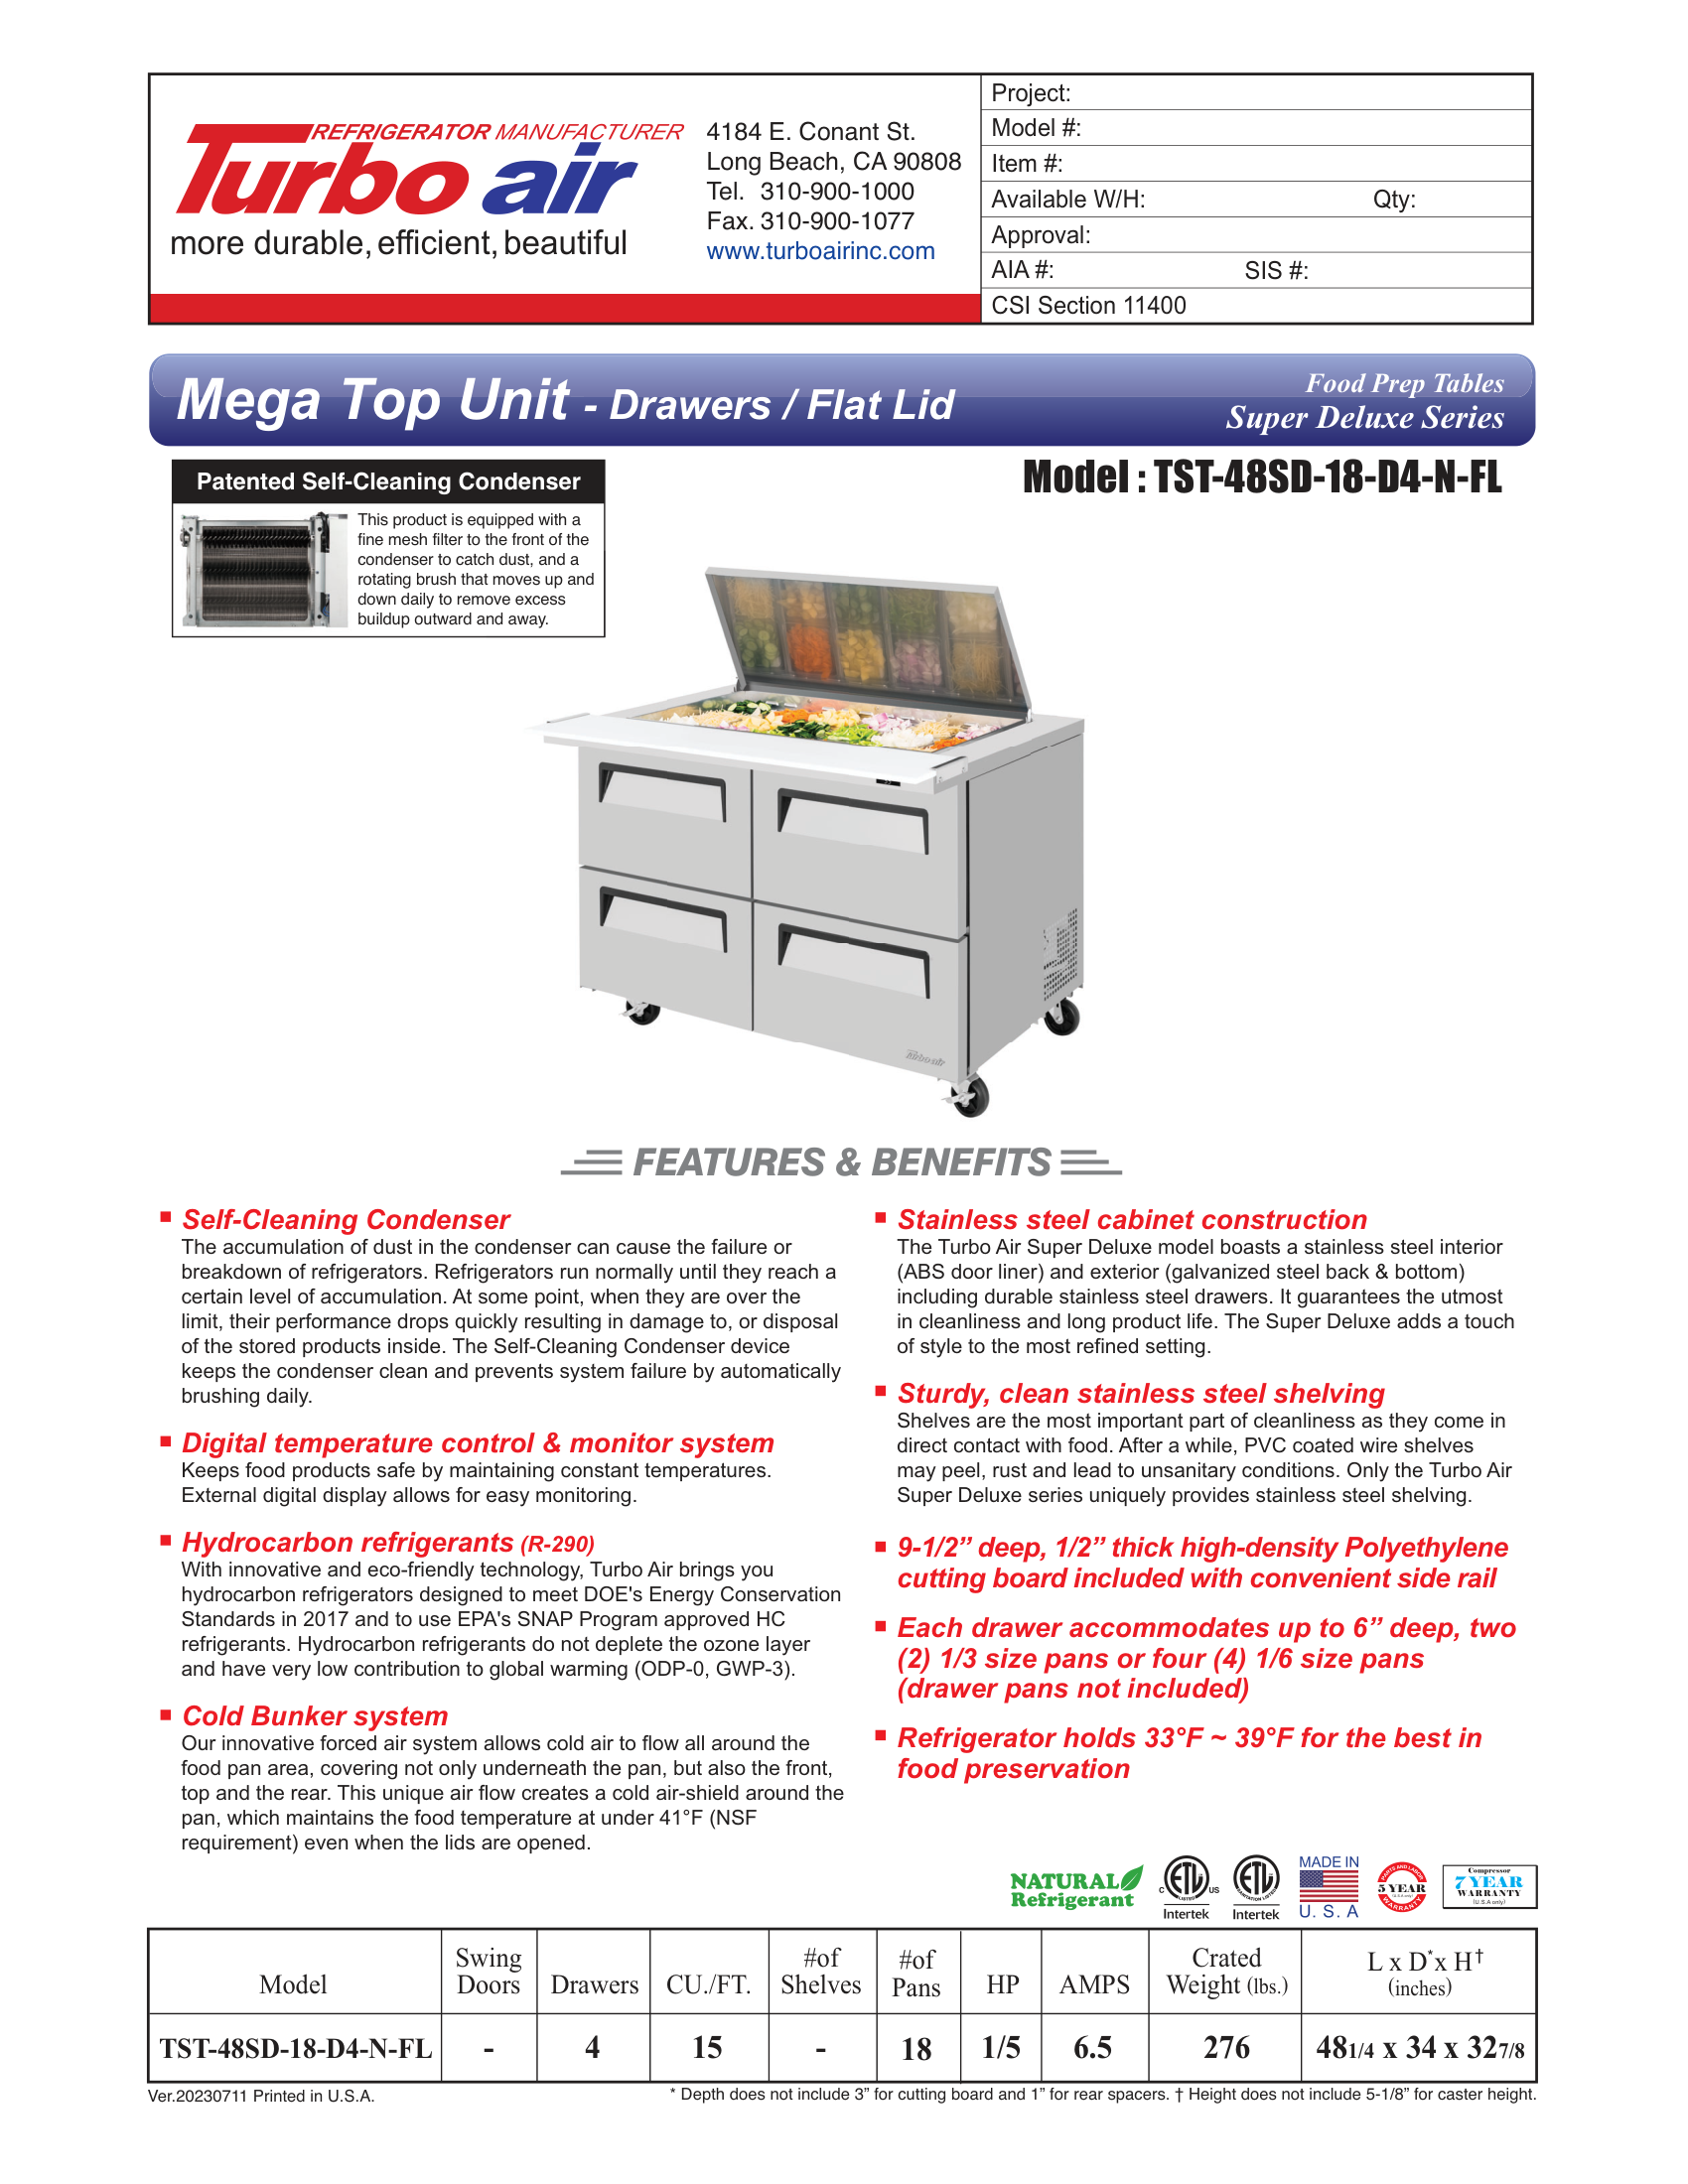 REFRIGERATOR MANUFACTURER
Turbo air
more durable, efficient, beautiful
4184 E. Conant St.
Long Beach, CA 90808
Tel. 310-900-1000
Fax. 310-900-1077
www.turboairinc.com
Project:
Model #:
Item #:
Available W/H: Qty:
Approval:
AIA #: SIS #:
CSI Section 11400
Mega Top Unit - Drawers / Flat Lid
Food Prep Tables
Super Deluxe Series
Patented Self-Cleaning Condenser
This product is equipped with a
fine mesh filter to the front of the
condenser to catch dust, and a
rotating brush that moves up and
down daily to remove excess
buildup outward and away.
Model : TST-48SD-18-D4-N-FL
Turbo air
FEATURES & BENEFITS
▪ Self-Cleaning Condenser
The accumulation of dust in the condenser can cause the failure or
breakdown of refrigerators. Refrigerators run normally until they reach a
certain level of accumulation. At some point, when they are over the
limit, their performance drops quickly resulting in damage to, or disposal
of the stored products inside. The Self-Cleaning Condenser device
keeps the condenser clean and prevents system failure by automatically
brushing daily.
▪ Digital temperature control & monitor system
Keeps food products safe by maintaining constant temperatures.
External digital display allows for easy monitoring.
▪ Hydrocarbon refrigerants (R-290)
With innovative and eco-friendly technology, Turbo Air brings you
hydrocarbon refrigerators designed to meet DOE's Energy Conservation
Standards in 2017 and to use EPA's SNAP Program approved HC
refrigerants. Hydrocarbon refrigerants do not deplete the ozone layer
and have very low contribution to global warming (ODP-0, GWP-3).
▪ Cold Bunker system
Our innovative forced air system allows cold air to flow all around the
food pan area, covering not only underneath the pan, but also the front,
top and the rear. This unique air flow creates a cold air-shield around the
pan, which maintains the food temperature at under 41°F (NSF
requirement) even when the lids are opened.
▪ Stainless steel cabinet construction
The Turbo Air Super Deluxe model boasts a stainless steel interior
(ABS door liner) and exterior (galvanized steel back & bottom)
including durable stainless steel drawers. It guarantees the utmost
in cleanliness and long product life. The Super Deluxe adds a touch
of style to the most refined setting.
▪ Sturdy, clean stainless steel shelving
Shelves are the most important part of cleanliness as they come in
direct contact with food. After a while, PVC coated wire shelves
may peel, rust and lead to unsanitary conditions. Only the Turbo Air
Super Deluxe series uniquely provides stainless steel shelving.
▪ 9-1/2” deep, 1/2” thick high-density Polyethylene
cutting board included with convenient side rail
▪ Each drawer accommodates up to 6” deep, two
(2) 1/3 size pans or four (4) 1/6 size pans
(drawer pans not included)
▪ Refrigerator holds 33°F ~ 39°F for the best in
food preservation
NATURAL
Refrigerant
C ETL US
LISTED
Intertek
ETL
SANITATION LISTED
Intertek
MADE IN
U. S. A
PARTS AND LABOR
5 YEAR
(U.S.A only)
WARRANTY
Compressor
7 YEAR
WARRANTY
(U.S.A only)
Model Swing Doors Drawers CU./FT. #of Shelves #of Pans HP AMPS Crated Weight (lbs.) L x D* x H† (inches)
TST-48SD-18-D4-N-FL - 4 15 - 18 1/5 6.5 276 481/4 x 34 x 327/8
Ver.20230711 Printed in U.S.A.
* Depth does not include 3” for cutting board and 1” for rear spacers. † Height does not include 5-1/8” for caster height.